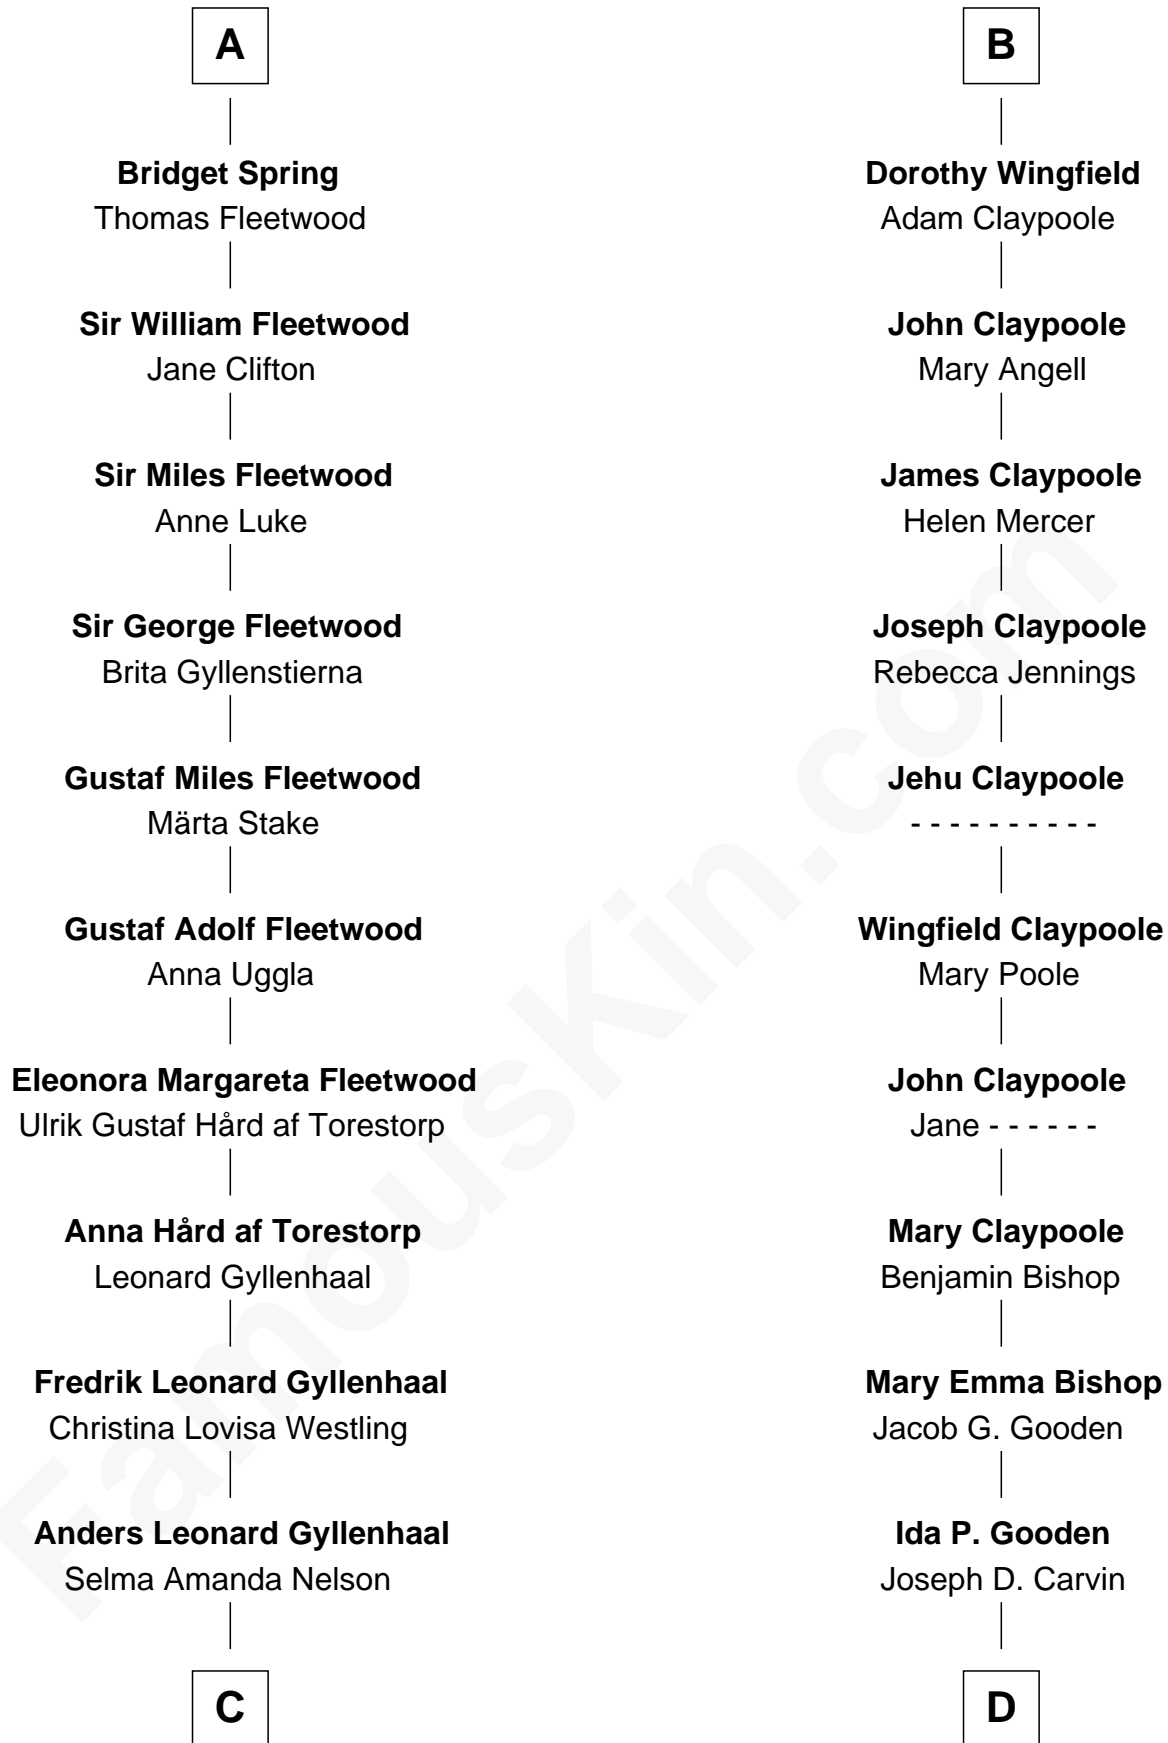 A
Bridget Spring
Thomas Fleetwood
Sir William Fleetwood
Jane Clifton
Sir Miles Fleetwood
Anne Luke
Sir George Fleetwood
Brita Gyllenstierna
Gustaf Miles Fleetwood
Märta Stake
Gustaf Adolf Fleetwood
Anna Uggla
Eleonora Margareta Fleetwood
Ulrik Gustaf Hård af Torestorp
Anna Hård af Torestorp
Leonard Gyllenhaal
Fredrik Leonard Gyllenhaal
Christina Lovisa Westling
Anders Leonard Gyllenhaal
Selma Amanda Nelson
C
B
Dorothy Wingfield
Adam Claypoole
John Claypoole
Mary Angell
James Claypoole
Helen Mercer
Joseph Claypoole
Rebecca Jennings
Jehu Claypoole
- - - - - - - - - -
Wingfield Claypoole
Mary Poole
John Claypoole
Jane - - - - - -
Mary Claypoole
Benjamin Bishop
Mary Emma Bishop
Jacob G. Gooden
Ida P. Gooden
Joseph D. Carvin
D
FamousKin.com